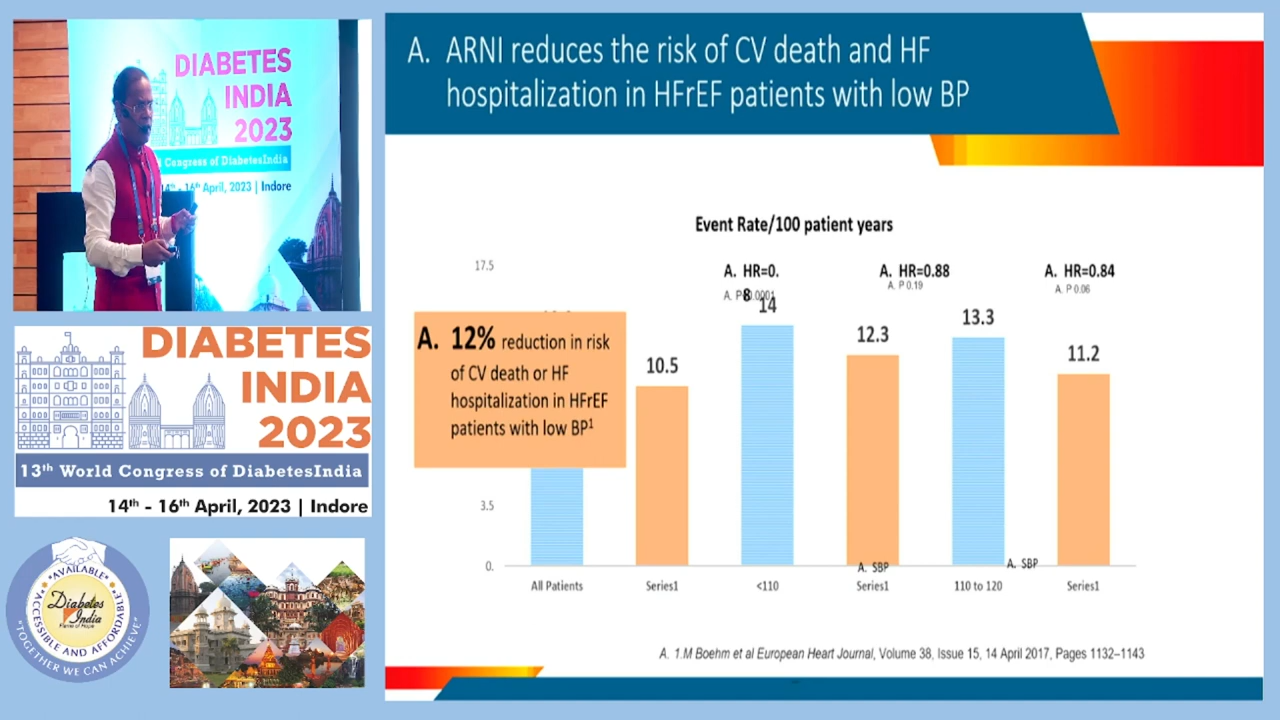 DIABETES
INDIA
2023
Congress of DiabetesIndia
14th - 16th April, 2023 | Indore
DIABETES
INDIA
2023
13th World Congress of DiabetesIndia
14th - 16th April, 2023 | Indore
"AVAILABLE"
"ACCESSIBLE AND AFFORDABLE"
Diabetes
India
Flame of Hope
"TOGETHER WE CAN ACHIEVE"
A. ARNI reduces the risk of CV death and HF
hospitalization in HFrEF patients with low BP
Event Rate/100 patient years
17.5
A. HR=0.
8
A. P 0.0001
A. HR=0.88
A. P 0.19
A. HR=0.84
A. P 0.06
A. 12% reduction in risk
of CV death or HF
hospitalization in HFrEF
patients with low BP1
10.5
14
12.3
13.3
11.2
3.5
0.
A. SBP
A. SBP
All Patients
Series1
<110
Series1
110 to 120
Series1
A. 1.M Boehm et al European Heart Journal, Volume 38, Issue 15, 14 April 2017, Pages 1132–1143